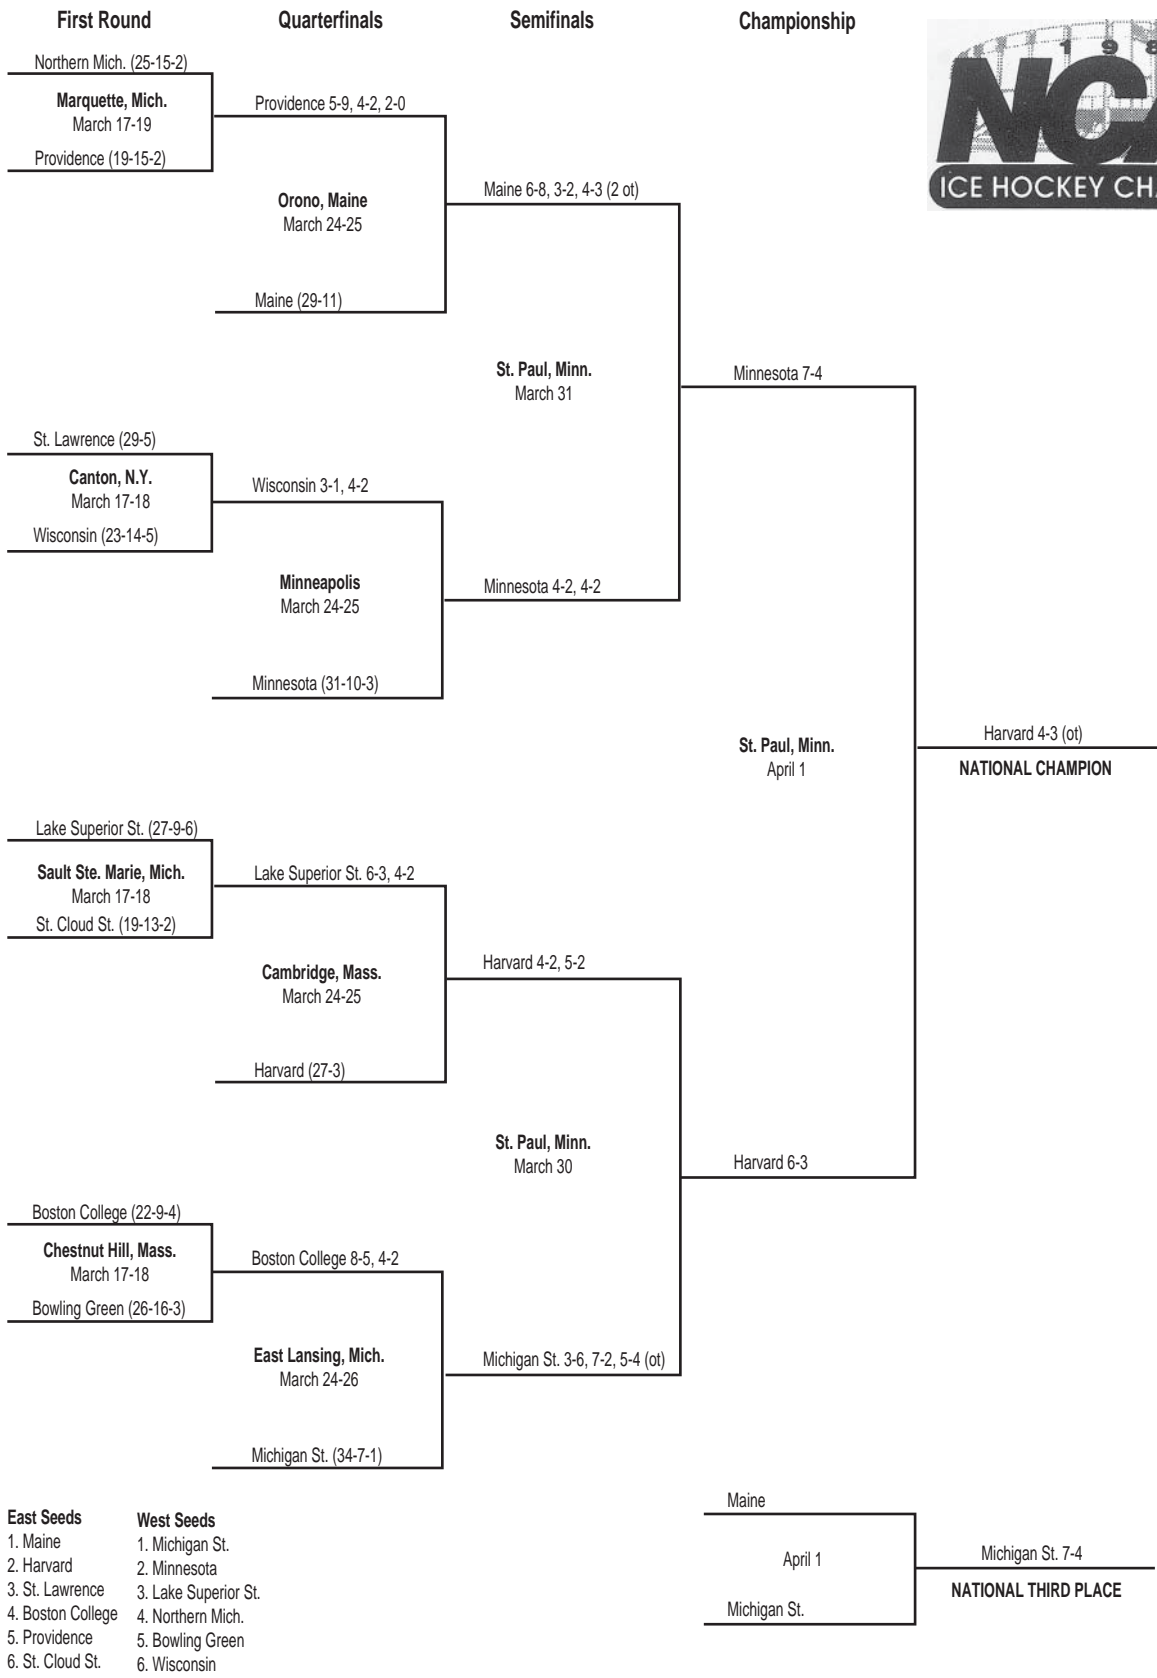 First Round Quarterfinals Semifinals Championship
1 9 8
NCA
ICE HOCKEY CHA
Northern Mich. (25-15-2)
Marquette, Mich.
March 17-19
Providence (19-15-2)
Providence 5-9, 4-2, 2-0
Orono, Maine
March 24-25
Maine (29-11)
Maine 6-8, 3-2, 4-3 (2 ot)
St. Paul, Minn.
March 31
Minnesota 7-4
St. Lawrence (29-5)
Canton, N.Y.
March 17-18
Wisconsin (23-14-5)
Wisconsin 3-1, 4-2
Minneapolis
March 24-25
Minnesota (31-10-3)
Minnesota 4-2, 4-2
St. Paul, Minn.
April 1
Harvard 4-3 (ot)
NATIONAL CHAMPION
Lake Superior St. (27-9-6)
Sault Ste. Marie, Mich.
March 17-18
St. Cloud St. (19-13-2)
Lake Superior St. 6-3, 4-2
Cambridge, Mass.
March 24-25
Harvard (27-3)
Harvard 4-2, 5-2
St. Paul, Minn.
March 30
Harvard 6-3
Boston College (22-9-4)
Chestnut Hill, Mass.
March 17-18
Bowling Green (26-16-3)
Boston College 8-5, 4-2
East Lansing, Mich.
March 24-26
Michigan St. (34-7-1)
Michigan St. 3-6, 7-2, 5-4 (ot)
East Seeds
1. Maine
2. Harvard
3. St. Lawrence
4. Boston College
5. Providence
6. St. Cloud St.
West Seeds
1. Michigan St.
2. Minnesota
3. Lake Superior St.
4. Northern Mich.
5. Bowling Green
6. Wisconsin
Maine
April 1
Michigan St.
Michigan St. 7-4
NATIONAL THIRD PLACE